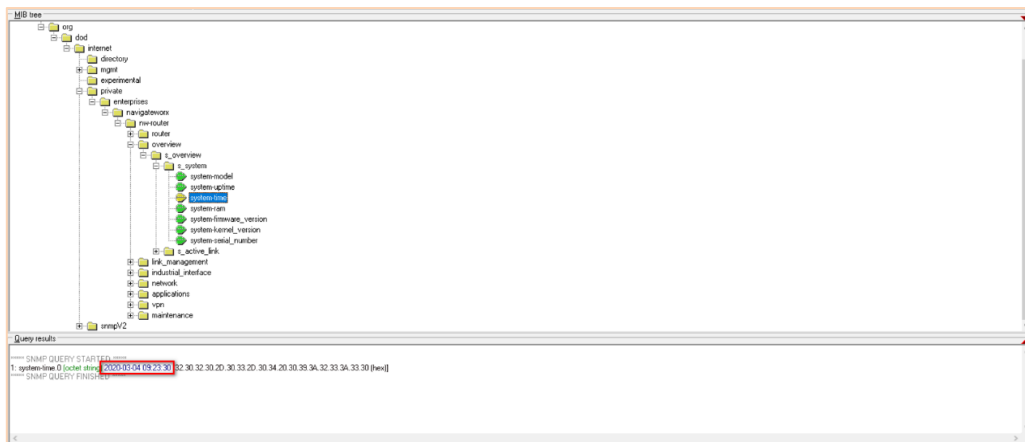 MIB tree
org
dod
internet
directory
mgmt
experimental
private
enterprises
navigateworx
nw-router
router
overview
s_overview
s_system
system-model
system-uptime
system-time
system-ram
system-firmware_version
system-kernel_version
system-serial_number
s_active_link
link_management
industrial_interface
network
applications
vpn
maintenance
snmpV2
Query results
***** SNMP QUERY STARTED *****
1: system-time.0 [octet string] 2020-03-04 09:23:30 [32.30.32.30.2D.30.33.2D.30.34.20.30.39.3A.32.33.3A.33.30 (hex)]
***** SNMP QUERY FINISHED *****